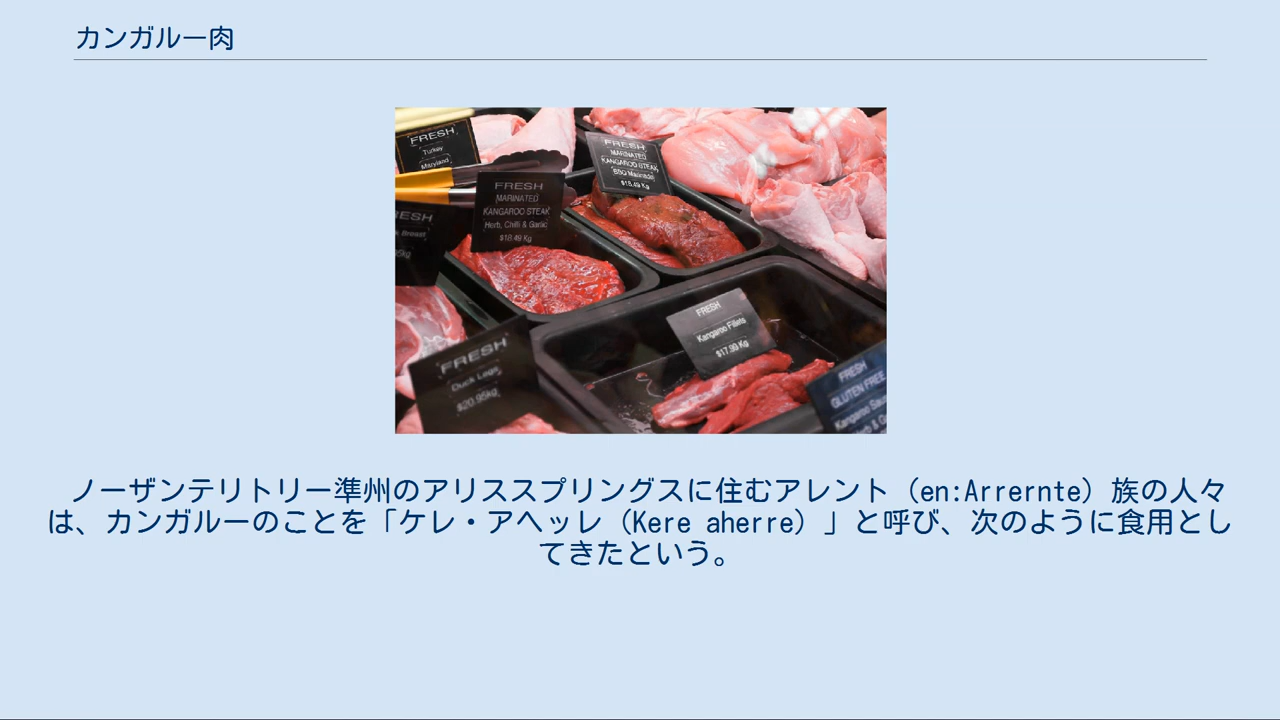 カンガルー肉
FRESH
Turkey
Maryland
FRESH
MARINATED
KANGAROO STEAK
BBQ Marinade
$18.49 Kg
FRESH
MARINATED
KANGAROO STEAK
Herb, Chilli & Garlic
$18.49 Kg
Breast
FRESH
Kangaroo Fillets
$17.99 Kg
FRESH
Duck Legs
$20.95kg
FRESH
GLUTEN FREE
Kangaroo
ノーザンテリトリー準州のアリススプリングスに住むアレント（en:Arrernte）族の人々
は、カンガルーのことを「ケレ・アヘッレ（Kere aherre）」と呼び、次のように食用とし
てきたという。